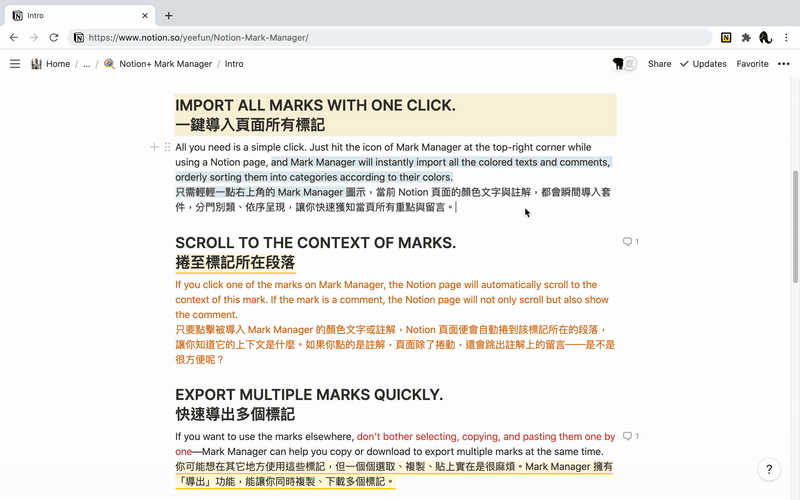 Intro
https://www.notion.so/yeefun/Notion-Mark-Manager/
Home / ... / Notion+ Mark Manager / Intro
Share Updates Favorite
IMPORT ALL MARKS WITH ONE CLICK.
一鍵導入頁面所有標記
All you need is a simple click. Just hit the icon of Mark Manager at the top-right corner while
using a Notion page, and Mark Manager will instantly import all the colored texts and comments,
orderly sorting them into categories according to their colors.
只需輕輕一點右上角的 Mark Manager 圖示，當前 Notion 頁面的顏色文字與註解，都會瞬間導入套
件，分門別類、依序呈現，讓你快速獲知當頁所有重點與留言。
SCROLL TO THE CONTEXT OF MARKS.
1
捲至標記所在段落
If you click one of the marks on Mark Manager, the Notion page will automatically scroll to the
context of this mark. If the mark is a comment, the Notion page will not only scroll but also show
the comment.
只要點擊被導入 Mark Manager 的顏色文字或註解，Notion 頁面便會自動捲到該標記所在的段落，
讓你知道它的上下文是什麼。如果你點的是註解，頁面除了捲動，還會跳出註解上的留言——是不是
很方便呢？
EXPORT MULTIPLE MARKS QUICKLY.
快速導出多個標記
If you want to use the marks elsewhere, don't bother selecting, copying, and pasting them one by
1
one—Mark Manager can help you copy or download to export multiple marks at the same time.
你可能想在其它地方使用這些標記，但一個個選取、複製、貼上實在是很麻煩。Mark Manager 擁有
「導出」功能，能讓你同時複製、下載多個標記。
?